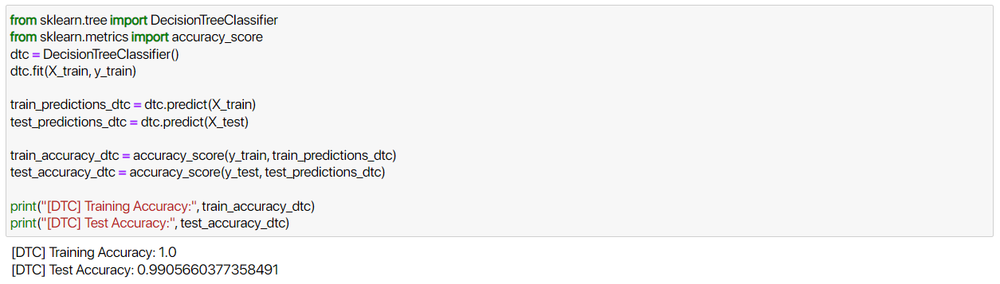 from sklearn.tree import DecisionTreeClassifier
from sklearn.metrics import accuracy_score
dtc = DecisionTreeClassifier()
dtc.fit(X_train, y_train)
train_predictions_dtc = dtc.predict(X_train)
test_predictions_dtc = dtc.predict(X_test)
train_accuracy_dtc = accuracy_score(y_train, train_predictions_dtc)
test_accuracy_dtc = accuracy_score(y_test, test_predictions_dtc)
print("[DTC] Training Accuracy:", train_accuracy_dtc)
print("[DTC] Test Accuracy:", test_accuracy_dtc)
[DTC] Training Accuracy: 1.0
[DTC] Test Accuracy: 0.9905660377358491